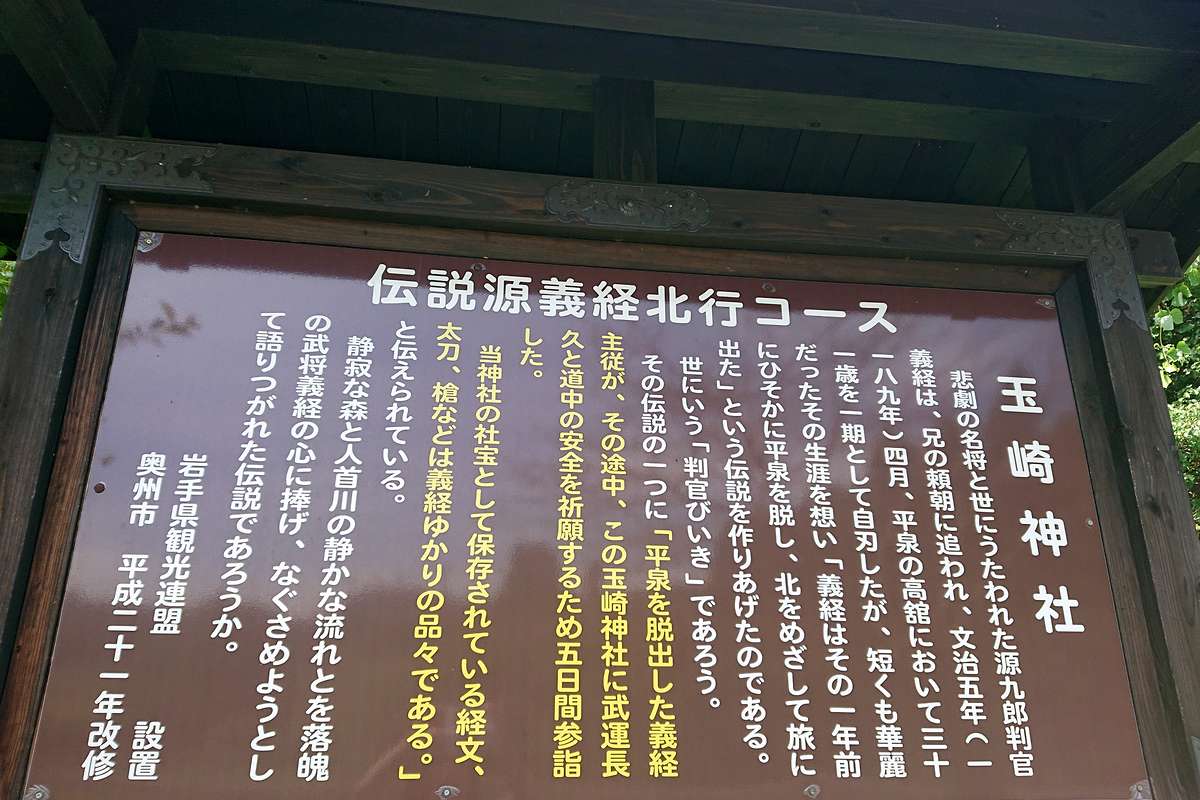 伝説源義経北行コース
玉崎神社
悲劇の名将と世にうたわれた源九郎判官
義経は、兄の頼朝に追われ、文治五年(一
一八九年)四月、平泉の高舘において三十
一歳を一期として自刃したが、短くも華麗
だったその生涯を想い「義経はその一年前
にひそかに平泉を脱し、北をめざして旅に
出た」という伝説を作りあげたのである。
世にいう「判官びいき」であろう。
その伝説の一つに「平泉を脱出した義経
主従が、その途中、この玉崎神社に武運長
久と道中の安全を祈願するため五日間参詣
した。
当神社の社宝として保存されている経文、
太刀、槍などは義経ゆかりの品々である。」
と伝えられている。
静寂な森と人首川の静かな流れとを落魄
の武将義経の心に捧げ、なぐさめようとし
て語りつがれた伝説であろうか。
岩手県観光連盟 設置
奥州市 平成二十一年改修